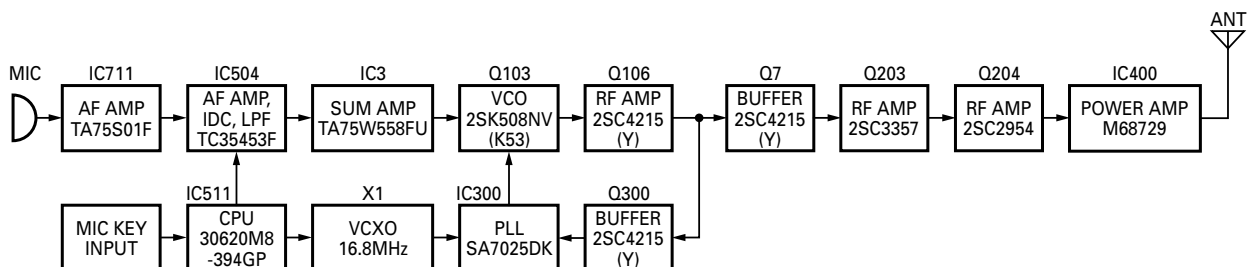 ANT
MIC
IC711
IC504
IC3
Q103
Q106
Q7
Q203
Q204
IC400
AF AMP
TA75S01F
AF AMP,
IDC, LPF
TC35453F
SUM AMP
TA75W558FU
VCO
2SK508NV
(K53)
RF AMP
2SC4215
(Y)
BUFFER
2SC4215
(Y)
RF AMP
2SC3357
RF AMP
2SC2954
POWER AMP
M68729
IC511
X1
IC300
Q300
MIC KEY
INPUT
CPU
30620M8
-394GP
VCXO
16.8MHz
PLL
SA7025DK
BUFFER
2SC4215
(Y)